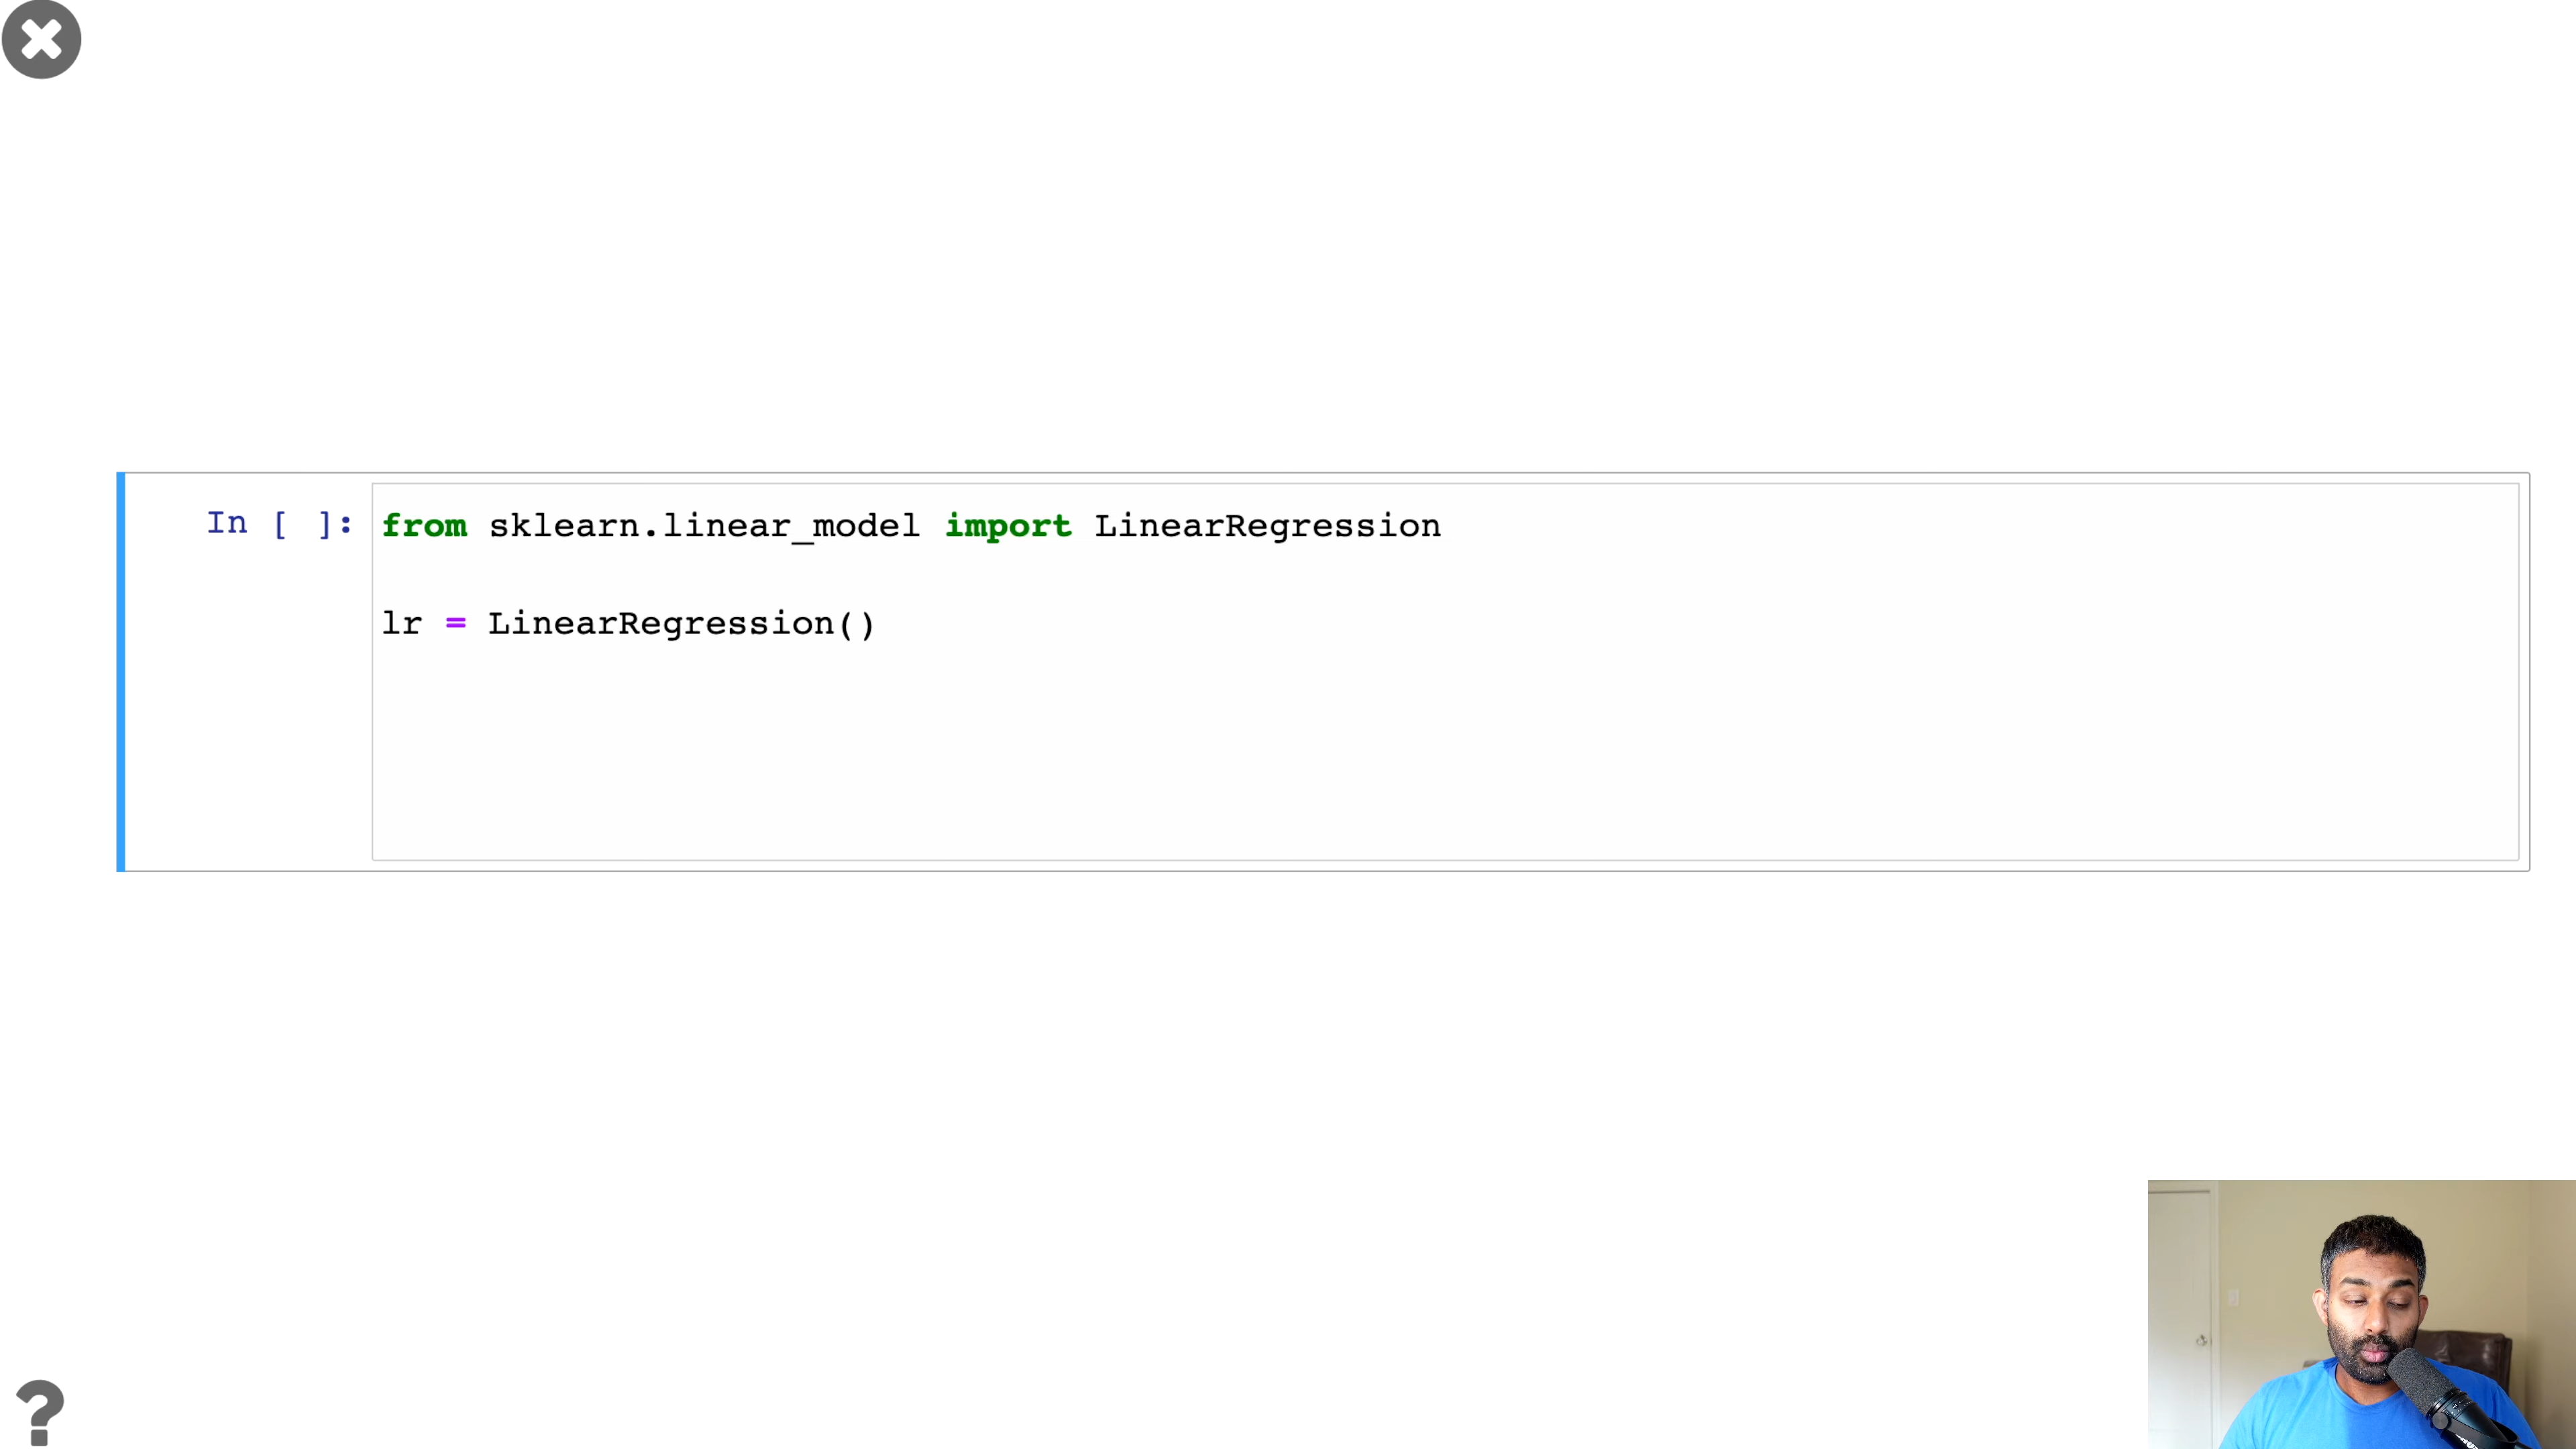 In [ ]: from sklearn.linear_model import LinearRegression
lr = LinearRegression()
?